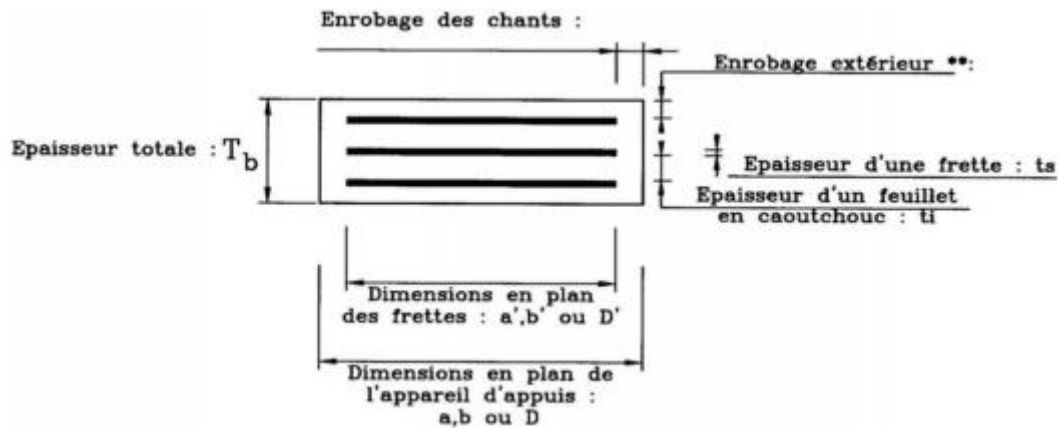 Enrobage des chants :
Enrobage extérieur **:
Epaisseur totale : Tb
Epaisseur d'une frette : ts
Epaisseur d'un feuillet
en caoutchouc : ti
Dimensions en plan
des frettes : a',b' ou D'
Dimensions en plan de
l'appareil d'appuis :
a,b ou D